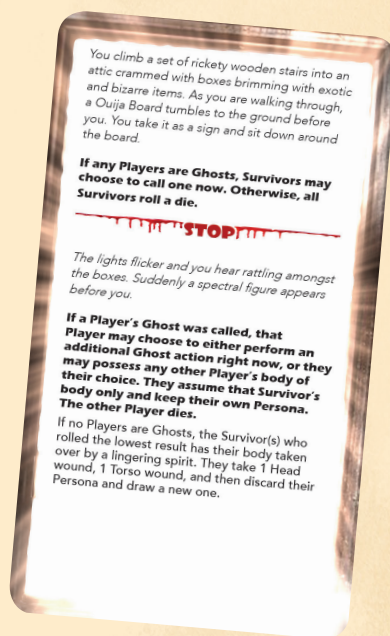 You climb a set of rickety wooden stairs into an
attic crammed with boxes brimming with exotic
and bizarre items. As you are walking through,
a Ouija Board tumbles to the ground before
you. You take it as a sign and sit down around
the board.
If any Players are Ghosts, Survivors may
choose to call one now. Otherwise, all
Survivors roll a die.
STOP
The lights flicker and you hear rattling amongst
the boxes. Suddenly a spectral figure appears
before you.
If a Player's Ghost was called, that
Player may choose to either perform an
additional Ghost action right now, or they
may possess any other Player's body of
their choice. They assume that Survivor's
body only and keep their own Persona.
The other Player dies.
If no Players are Ghosts, the Survivor(s) who
rolled the lowest result has their body taken
over by a lingering spirit. They take 1 Head
wound, 1 Torso wound, and then discard their
Persona and draw a new one.